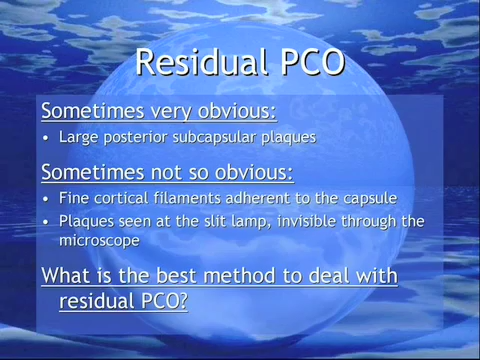 Residual PCO
Sometimes very obvious:
• Large posterior subcapsular plaques
Sometimes not so obvious:
• Fine cortical filaments adherent to the capsule
• Plaques seen at the slit lamp, invisible through the
microscope
What is the best method to deal with
residual PCO?